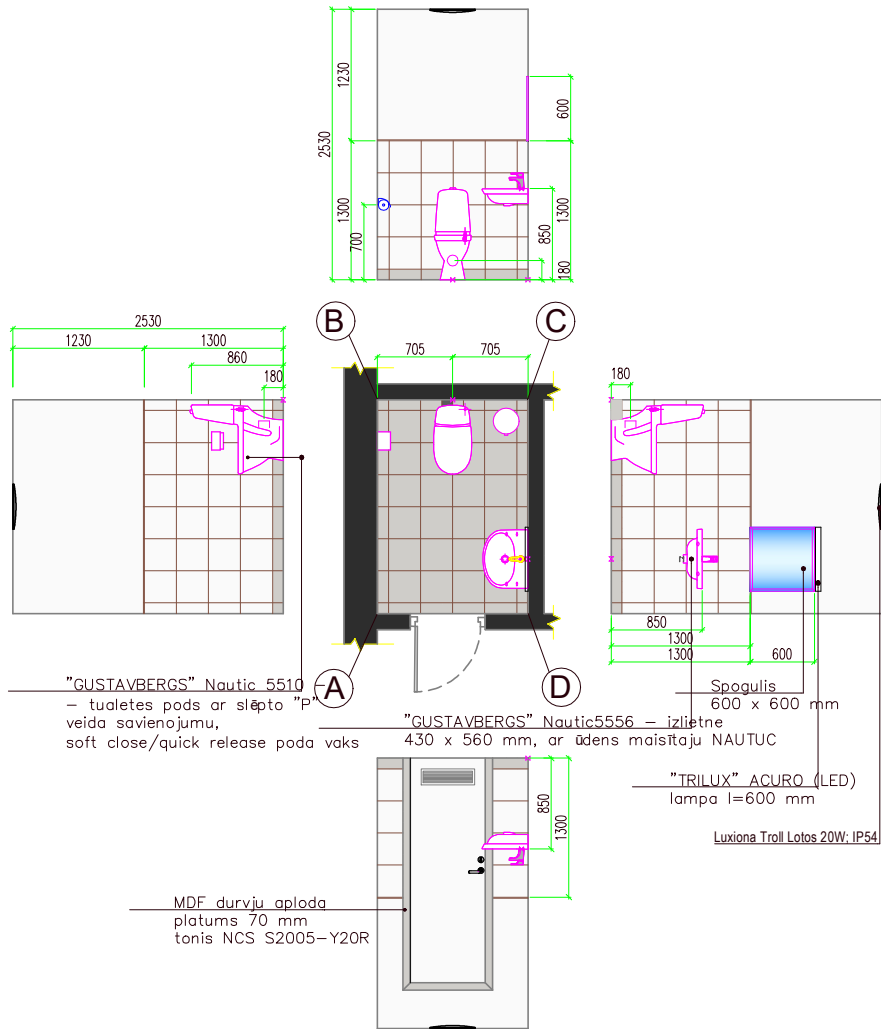 2530
1230
1300
700
600
1300
850
180
2530
1230
1300
860
180
B
C
705
705
180
A
D
850
1300
1300
600
"GUSTAVBERGS" Nautic 5510 –
– tualetes pods ar slēpto "P"
veida savienojumu,
soft close/quick release poda vaks
"GUSTAVBERGS" Nautic5556 – izlietne
430 x 560 mm, ar ūdens maisītaju NAUTUC
Spogulis
600 x 600 mm
"TRILUX" ACURO (LED)
lampa l=600 mm
Luxiona Troll Lotos 20W; IP54
850
1300
MDF durvju aploda
platums 70 mm
tonis NCS S2005–Y20R